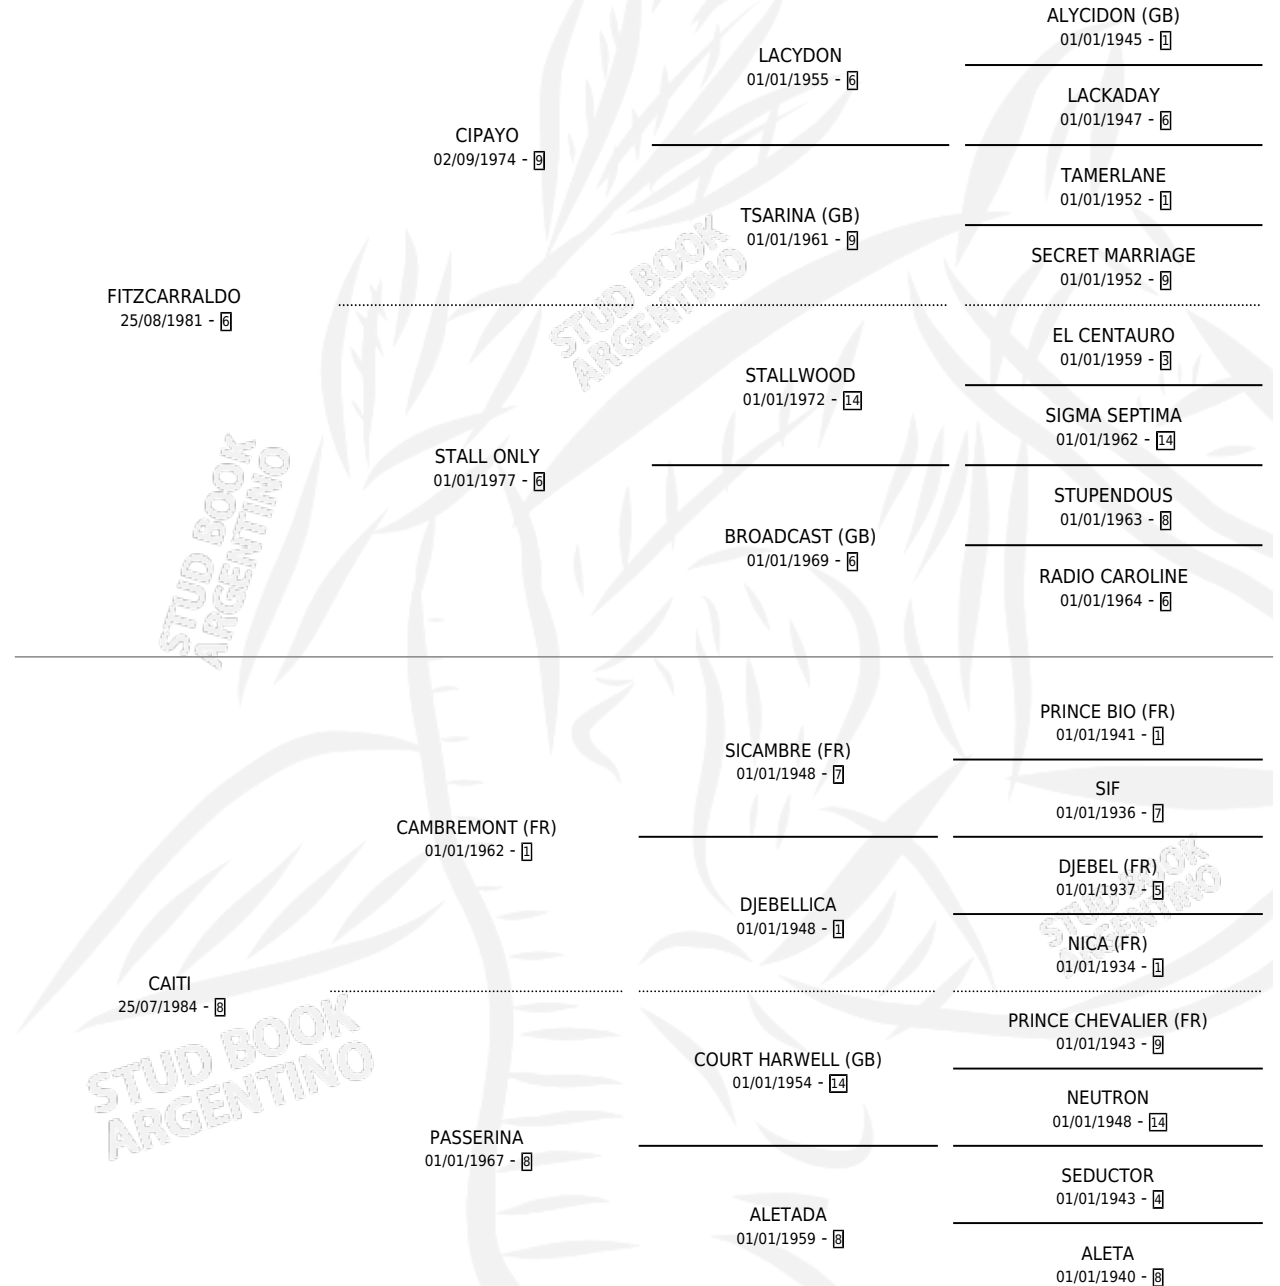 ALYCIDON (GB)
01/01/1945 - 1
LACYDON
01/01/1955 - 6
LACKADAY
01/01/1947 - 6
CIPAYO
02/09/1974 - 9
TAMERLANE
01/01/1952 - 1
TSARINA (GB)
01/01/1961 - 9
SECRET MARRIAGE
01/01/1952 - 9
FITZCARRALDO
25/08/1981 - 6
STUD BOOK
ARGENTINO
EL CENTAURO
01/01/1959 - 3
STALLWOOD
01/01/1972 - 14
SIGMA SEPTIMA
01/01/1962 - 14
STALL ONLY
01/01/1977 - 6
STUPENDOUS
01/01/1963 - 8
BROADCAST (GB)
01/01/1969 - 6
RADIO CAROLINE
01/01/1964 - 6
STUD BOOK
ARGENTINO
PRINCE BIO (FR)
01/01/1941 - 1
SICAMBRE (FR)
01/01/1948 - 7
SIF
01/01/1936 - 7
CAMBREMONT (FR)
01/01/1962 - 1
DJEBEL (FR)
01/01/1937 - 5
DJEBELLICA
01/01/1948 - 1
NICA (FR)
01/01/1934 - 1
STUD BOOK
ARGENTINO
CAITI
25/07/1984 - 8
PRINCE CHEVALIER (FR)
01/01/1943 - 9
COURT HARWELL (GB)
01/01/1954 - 14
NEUTRON
01/01/1948 - 14
STUD BOOK
ARGENTINO
PASSERINA
01/01/1967 - 8
SEDUCTOR
01/01/1943 - 4
ALETADA
01/01/1959 - 8
ALETA
01/01/1940 - 8